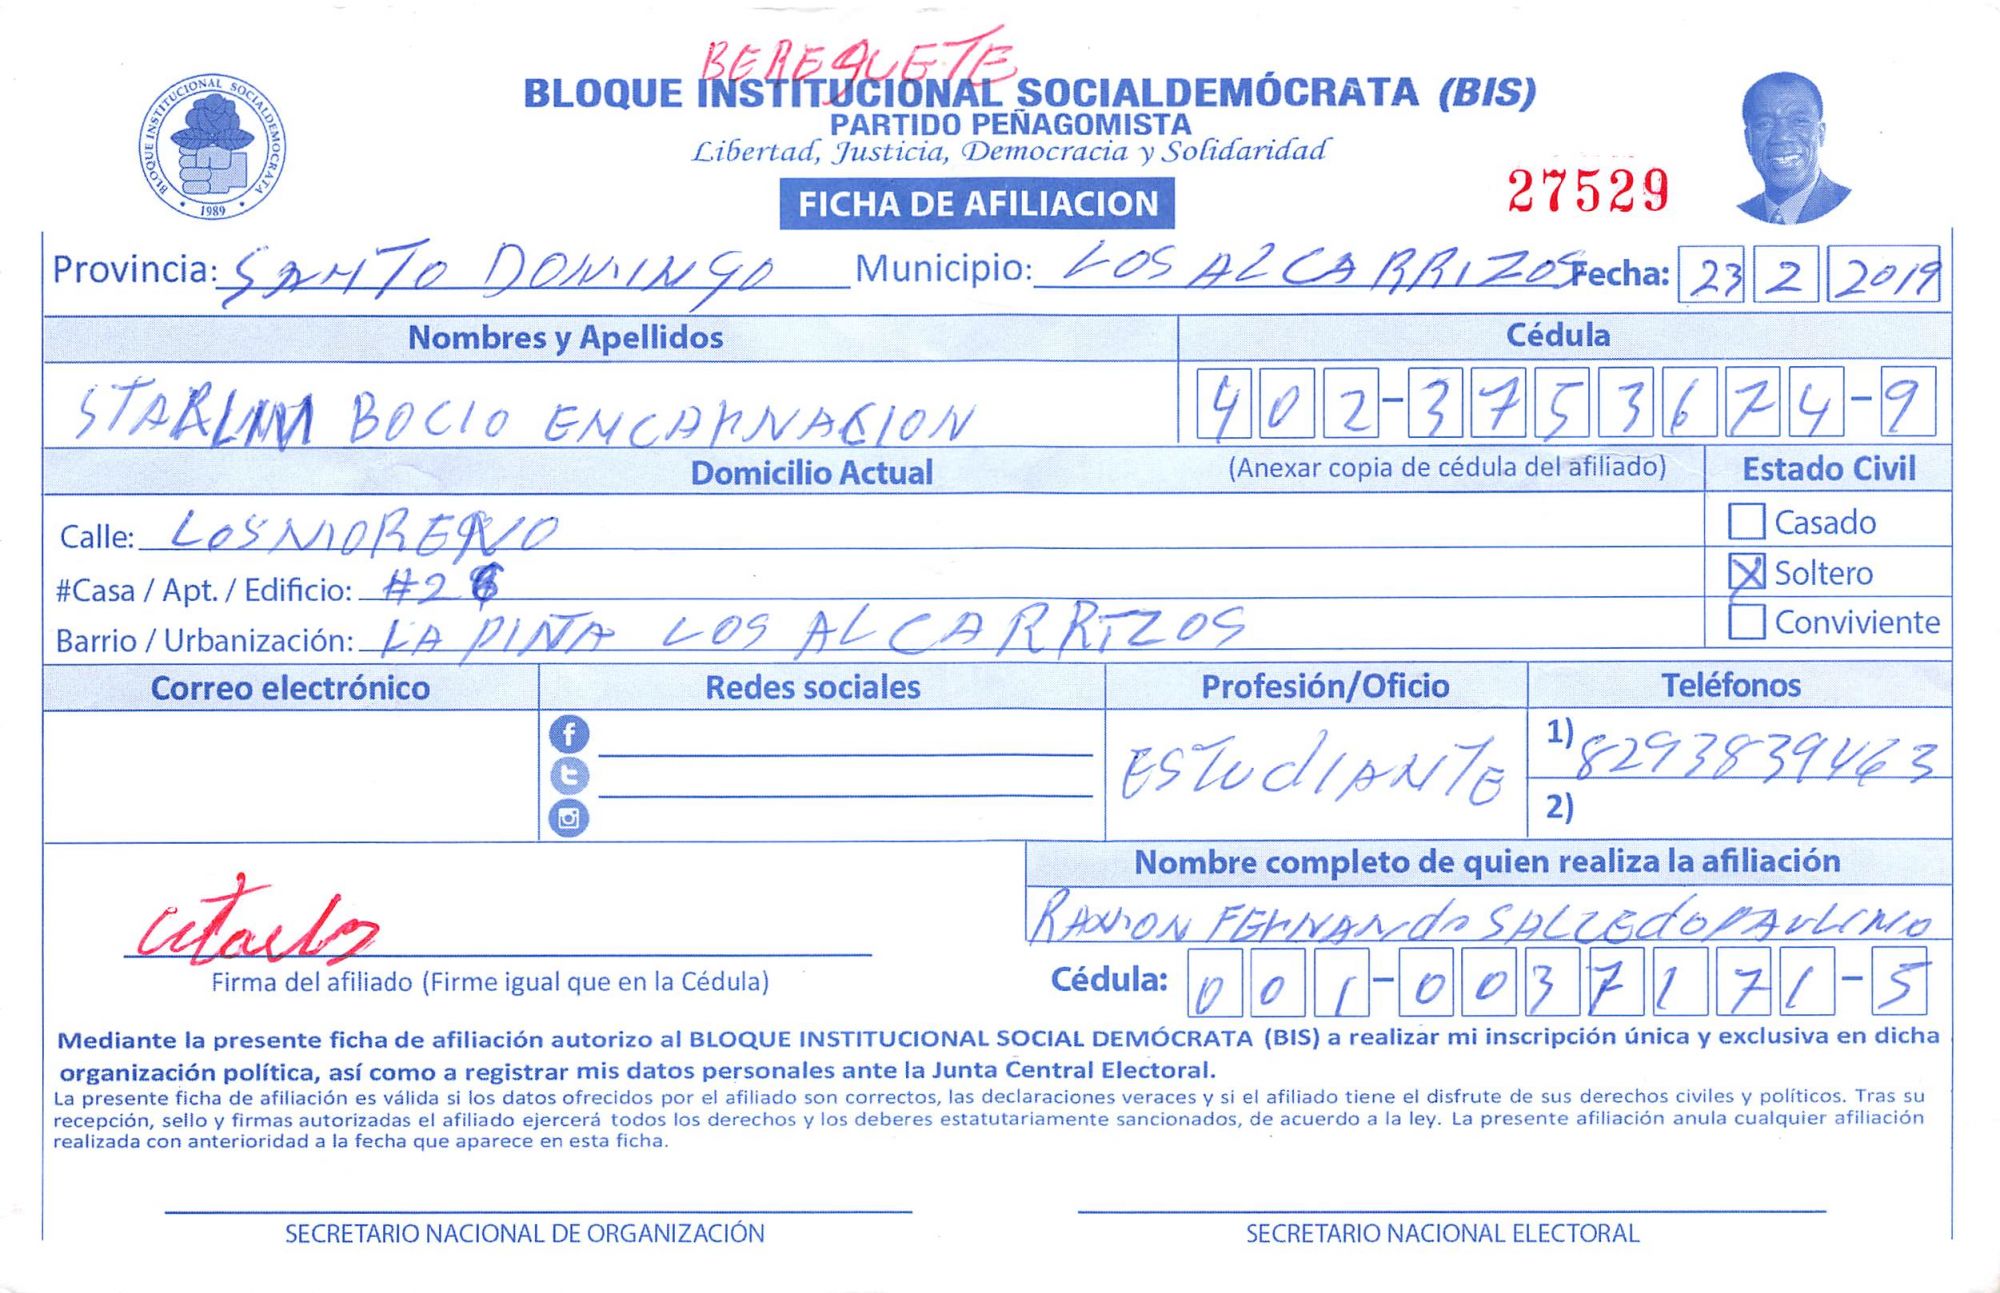 BEREQUETE
BLOQUE INSTITUCIONAL SOCIALDEMÓCRATA (BIS)
PARTIDO PEÑAGOMISTA
Libertad, Justicia, Democracia y Solidaridad
BLOQUE INSTITUCIONAL SOCIALDEMOCRATA
1989
FICHA DE AFILIACION
27529
Provincia: SANTO DOMINGO Municipio: LOS ALCARRIZOS Fecha: 23 2 2019
Nombres y Apellidos Cédula
STARLIN BOCIO ENCARNACION 402-3753674-9
Domicilio Actual (Anexar copia de cédula del afiliado) Estado Civil
Calle: LOS MORENO Casado
#Casa / Apt. / Edificio: #26 X Soltero
Barrio / Urbanización: LA PIÑA LOS ALCARRIZOS Conviviente
Correo electrónico Redes sociales Profesión/Oficio Teléfonos
ESTUDIANTE 1) 8293839463
2)
Nombre completo de quien realiza la afiliación
RAMON FERNANDO SALCEDO PAULINO
Firma del afiliado (Firme igual que en la Cédula) Cédula: 001-0037171-5
Mediante la presente ficha de afiliación autorizo al BLOQUE INSTITUCIONAL SOCIAL DEMÓCRATA (BIS) a realizar mi inscripción única y exclusiva en dicha
organización política, así como a registrar mis datos personales ante la Junta Central Electoral.
La presente ficha de afiliación es válida si los datos ofrecidos por el afiliado son correctos, las declaraciones veraces y si el afiliado tiene el disfrute de sus derechos civiles y políticos. Tras su
recepción, sello y firmas autorizadas el afiliado ejercerá todos los derechos y los deberes estatutariamente sancionados, de acuerdo a la ley. La presente afiliación anula cualquier afiliación
realizada con anterioridad a la fecha que aparece en esta ficha.
SECRETARIO NACIONAL DE ORGANIZACIÓN SECRETARIO NACIONAL ELECTORAL